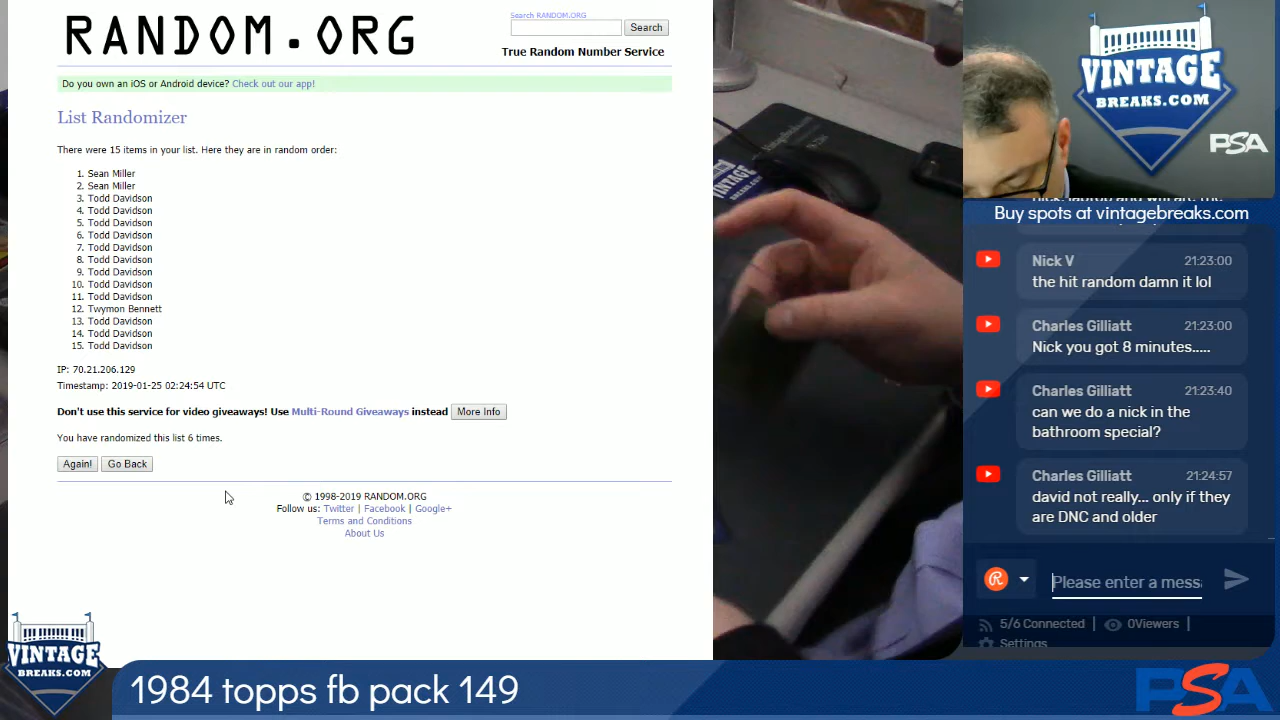 RANDOM.ORG
Search RANDOM.ORG
Search
True Random Number Service
Do you own an iOS or Android device? Check out our app!
List Randomizer
There were 15 items in your list. Here they are in random order:
1. Sean Miller
2. Sean Miller
3. Todd Davidson
4. Todd Davidson
5. Todd Davidson
6. Todd Davidson
7. Todd Davidson
8. Todd Davidson
9. Todd Davidson
10. Todd Davidson
11. Todd Davidson
12. Twymon Bennett
13. Todd Davidson
14. Todd Davidson
15. Todd Davidson
IP: 70.21.206.129
Timestamp: 2019-01-25 02:24:54 UTC
Don't use this service for video giveaways! Use Multi-Round Giveaways instead More Info
You have randomized this list 6 times.
Again! Go Back
© 1998-2019 RANDOM.ORG
Follow us: Twitter | Facebook | Google+
Terms and Conditions
About Us
VINTAGE
VINTAGE
BREAKS.COM
PSA
Buy spots at vintagebreaks.com
Nick V 21:23:00
the hit random damn it lol
Charles Gilliatt 21:23:00
Nick you got 8 minutes.....
Charles Gilliatt 21:23:40
can we do a nick in the
bathroom special?
Charles Gilliatt 21:24:57
david not really... only if they
are DNC and older
Please enter a messa
5/6 Connected | 0Viewers |
Settings
VINTAGE
BREAKS.COM
1984 topps fb pack 149
PSA